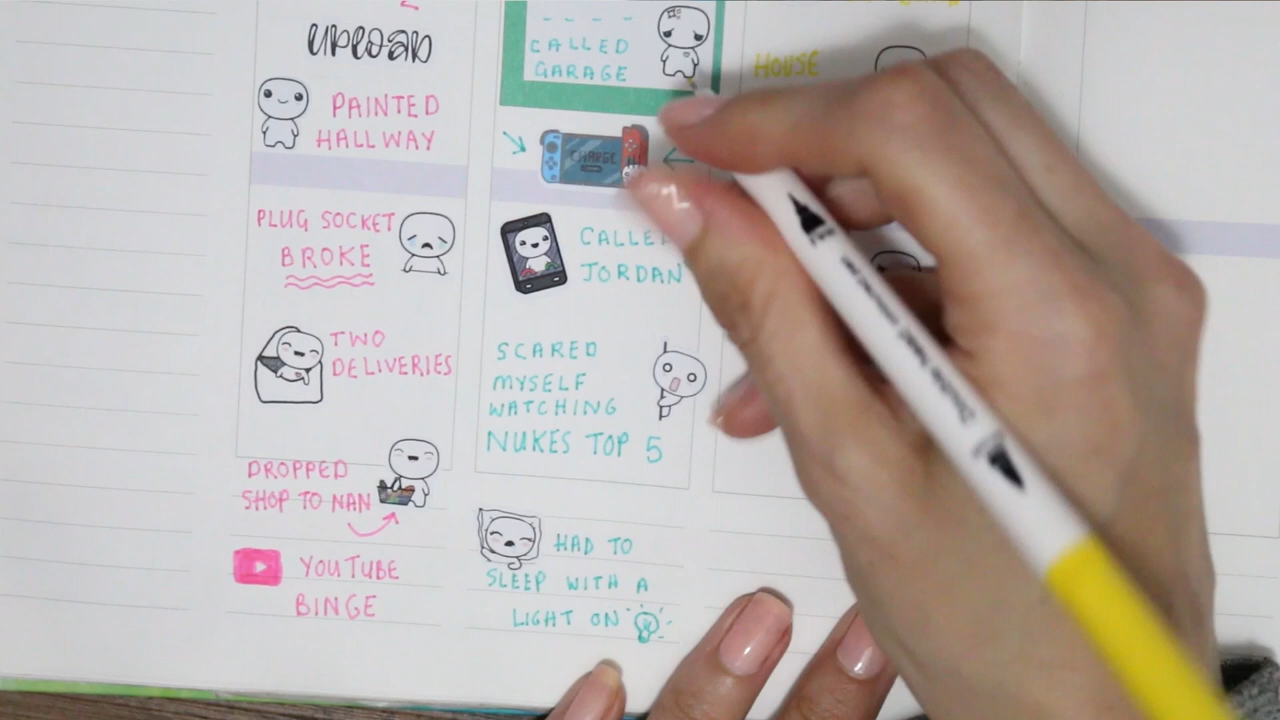 UPLOAD
PAINTED
HALLWAY
PLUG SOCKET
BROKE
TWO
DELIVERIES
DROPPED
SHOP TO NAN
YOUTUBE
BINGE
CALLED
GARAGE
CHARGE
CALLED
JORDAN
SCARED
MYSELF
WATCHING
NUKES TOP 5
HAD TO
SLEEP WITH A
LIGHT ON
HOUSE